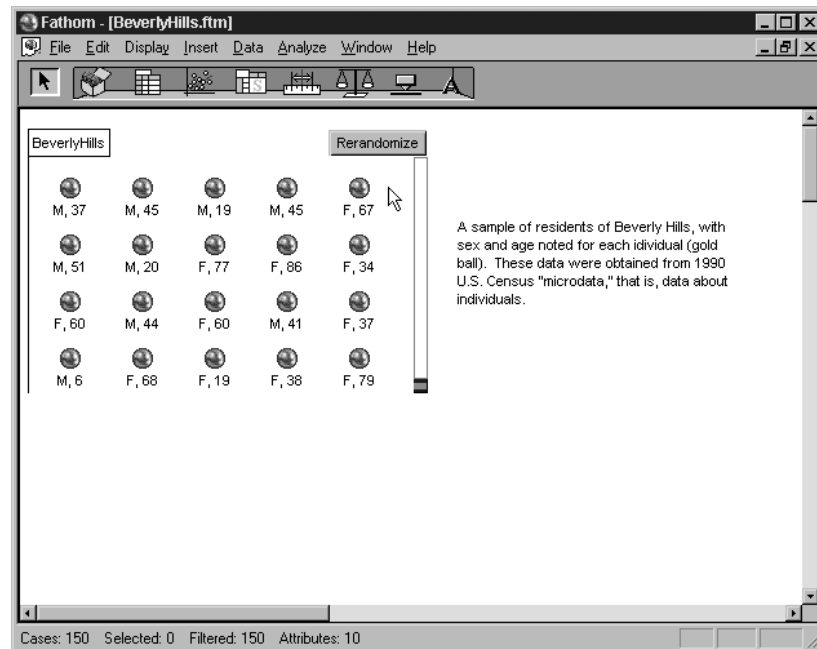 Fathom - [BeverlyHills.ftm]
File Edit Display Insert Data Analyze Window Help
S
A
BeverlyHills
Rerandomize
M, 37 M, 45 M, 19 M, 45 F, 67
M, 51 M, 20 F, 77 F, 86 F, 34
F, 60 M, 44 F, 60 M, 41 F, 37
M, 6 F, 68 F, 19 F, 38 F, 79
A sample of residents of Beverly Hills, with
sex and age noted for each idividual (gold
ball). These data were obtained from 1990
U.S. Census "microdata," that is, data about
individuals.
Cases: 150 Selected: 0 Filtered: 150 Attributes: 10